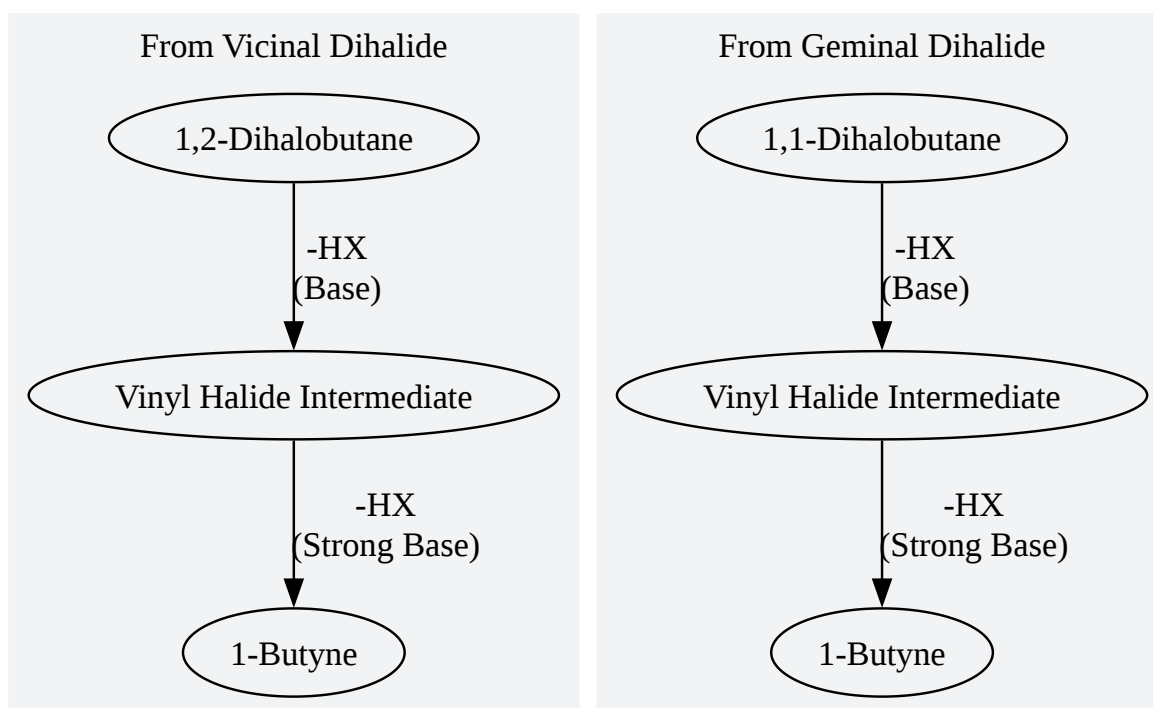 From Vicinal Dihalide
1,2-Dihalobutane
-HX
(Base)
Vinyl Halide Intermediate
-HX
(Strong Base)
1-Butyne
From Geminal Dihalide
1,1-Dihalobutane
-HX
(Base)
Vinyl Halide Intermediate
-HX
(Strong Base)
1-Butyne